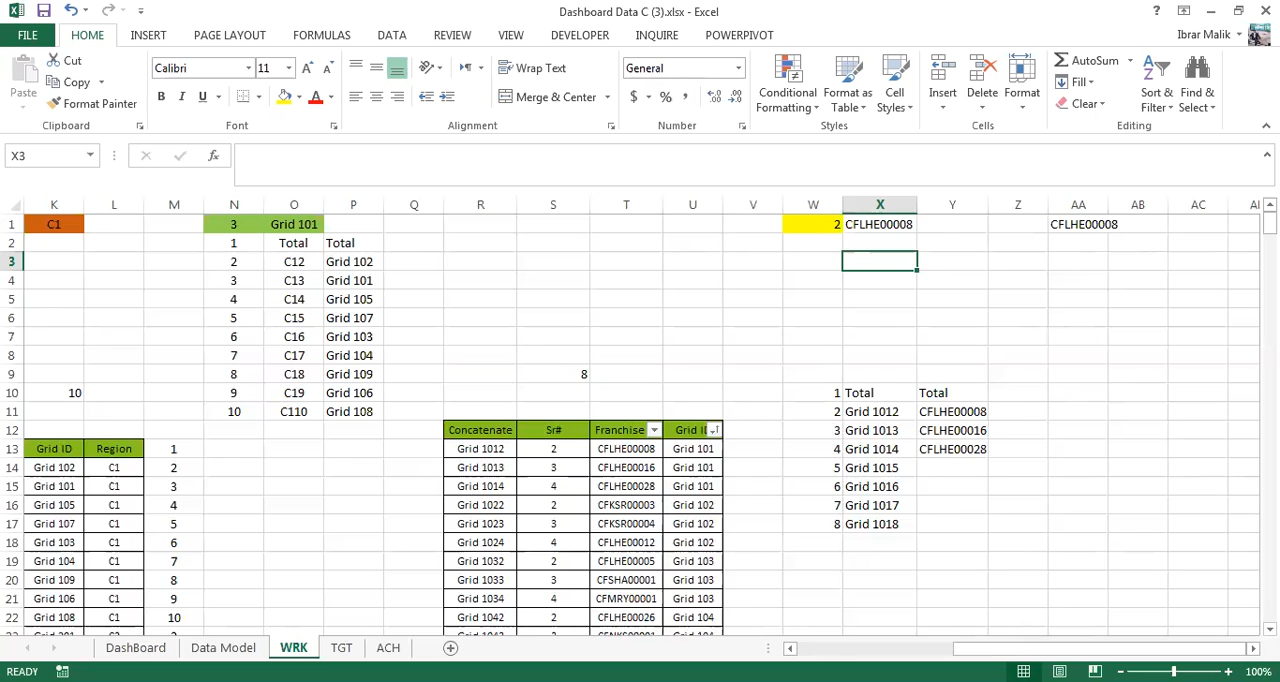 Dashboard Data C (3).xlsx - Excel
FILE HOME INSERT PAGE LAYOUT FORMULAS DATA REVIEW VIEW DEVELOPER INQUIRE POWERPIVOT Ibrar Malik
Paste Cut Copy Format Painter
Calibri 11
B I U
Wrap Text
Merge & Center
General
$ % ,
Conditional Formatting Format as Table Cell Styles
Insert Delete Format
AutoSum Fill Clear
Sort & Filter Find & Select
Clipboard Font Alignment Number Styles Cells Editing
X3 fx
K L M N O P Q R S T U V W X Y Z AA AB AC
1 C1 3 Grid 101 2 CFLHE00008 CFLHE00008
2 1 Total Total
3 2 C12 Grid 102
4 3 C13 Grid 101
5 4 C14 Grid 105
6 5 C15 Grid 107
7 6 C16 Grid 103
8 7 C17 Grid 104
9 8 C18 Grid 109 8
10 10 9 C19 Grid 106 1 Total Total
11 10 C110 Grid 108 2 Grid 1012 CFLHE00008
12 Concatenate Sr# Franchise Grid 3 Grid 1013 CFLHE00016
13 Grid ID Region 1 Grid 1012 2 CFLHE00008 Grid 101 4 Grid 1014 CFLHE00028
14 Grid 102 C1 2 Grid 1013 3 CFLHE00016 Grid 101 5 Grid 1015
15 Grid 101 C1 3 Grid 1014 4 CFLHE00028 Grid 101 6 Grid 1016
16 Grid 105 C1 4 Grid 1022 2 CFKSR00003 Grid 102 7 Grid 1017
17 Grid 107 C1 5 Grid 1023 3 CFKSR00004 Grid 102 8 Grid 1018
18 Grid 103 C1 6 Grid 1024 4 CFLHE00012 Grid 102
19 Grid 104 C1 7 Grid 1032 2 CFLHE00005 Grid 103
20 Grid 109 C1 8 Grid 1033 3 CFSHA00001 Grid 103
21 Grid 106 C1 9 Grid 1034 4 CFMRY00001 Grid 103
22 Grid 108 C1 10 Grid 1042 2 CFLHE00026 Grid 104
DashBoard Data Model WRK TGT ACH
READY 100%